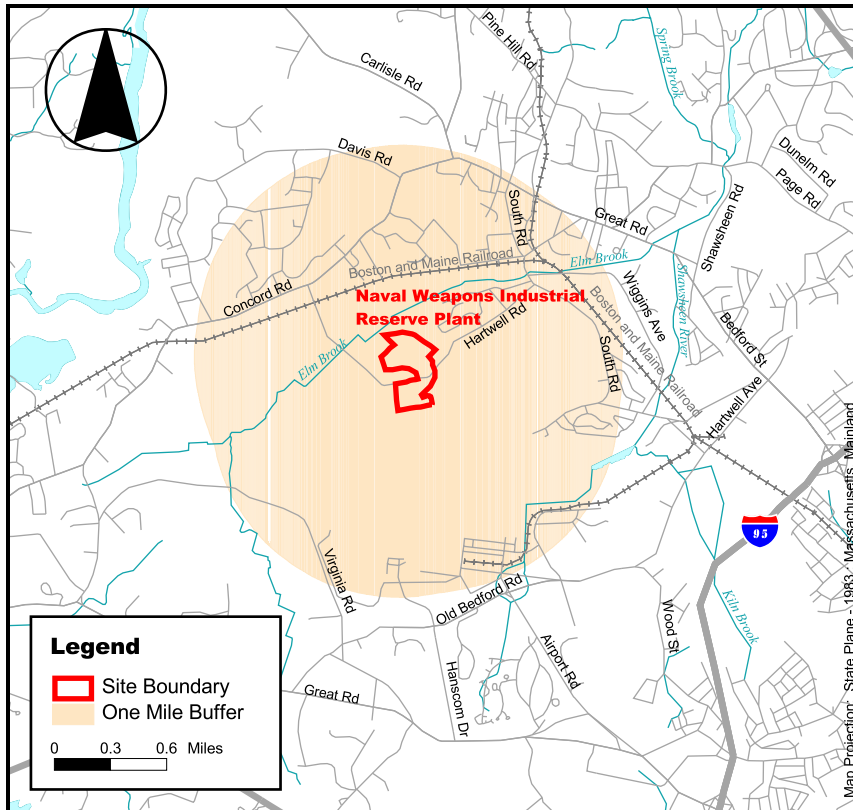 Pine Hill Rd
Spring Brook
Carlisle Rd
Davis Rd
Dunelm Rd
Page Rd
South Rd
Great Rd
Shawsheen Rd
Boston and Maine Railroad
Elm Brook
Concord Rd
Naval Weapons Industrial
Reserve Plant
Hartwell Rd
Wiggins Ave
Shawsheen River
Boston and Maine Railroad
Bedford St
Elm Brook
South Rd
Hartwell Ave
95
Virginia Rd
Old Bedford Rd
Wood St
Kiln Brook
Airport Rd
Hanscom Dr
Great Rd
Legend
Site Boundary
One Mile Buffer
0 0.3 0.6 Miles
Map Projection: State Plane - 1983 : Massachusetts, Mainland